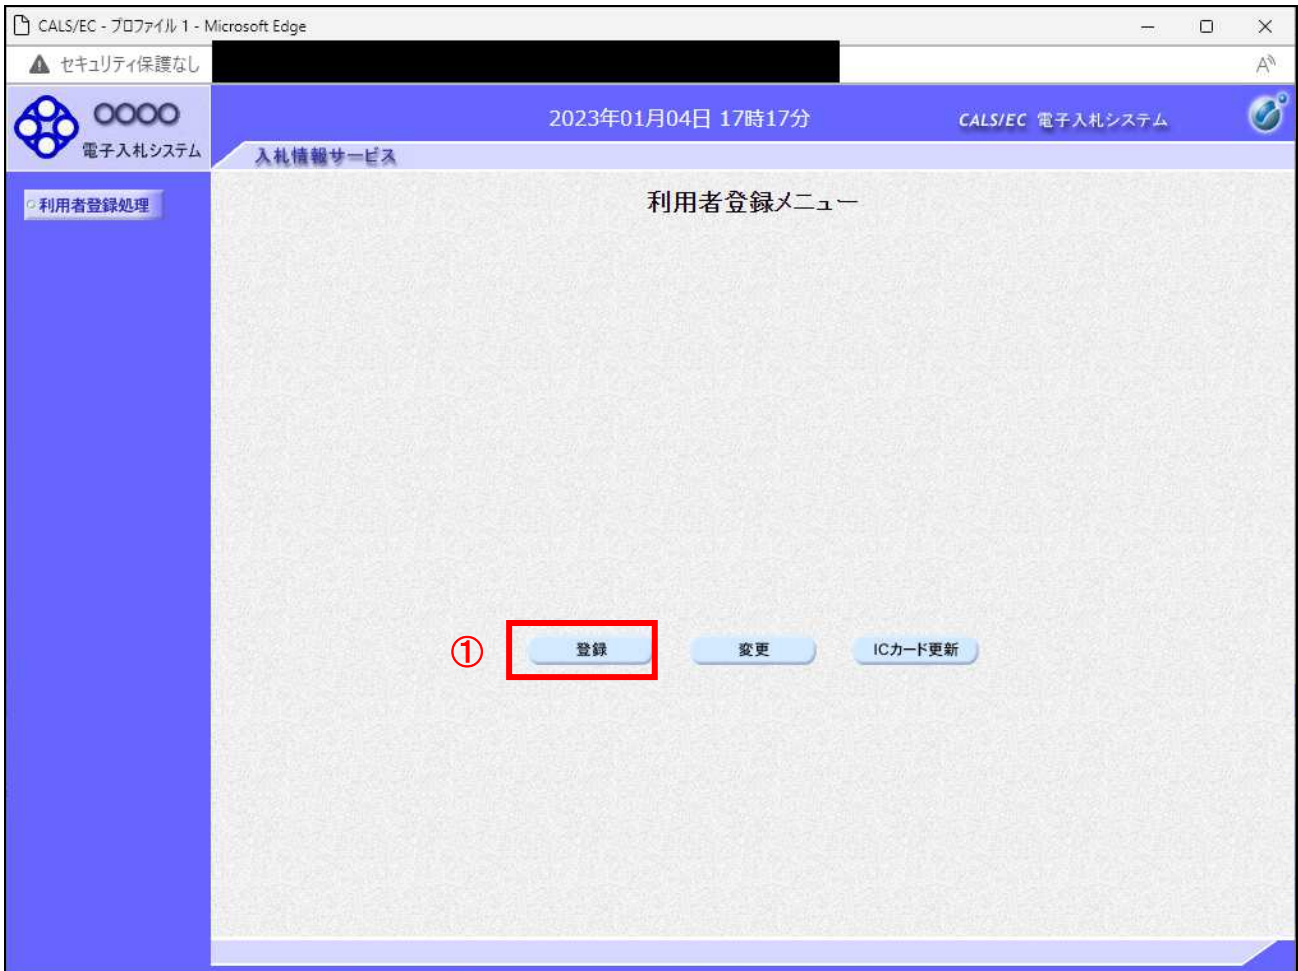 CALS/EC - プロファイル 1 - Microsoft Edge
セキュリティ保護なし
〇〇〇〇
電子入札システム
2023年01月04日 17時17分
CALS/EC 電子入札システム
入札情報サービス
利用者登録処理
利用者登録メニュー
①
登録
変更
ICカード更新